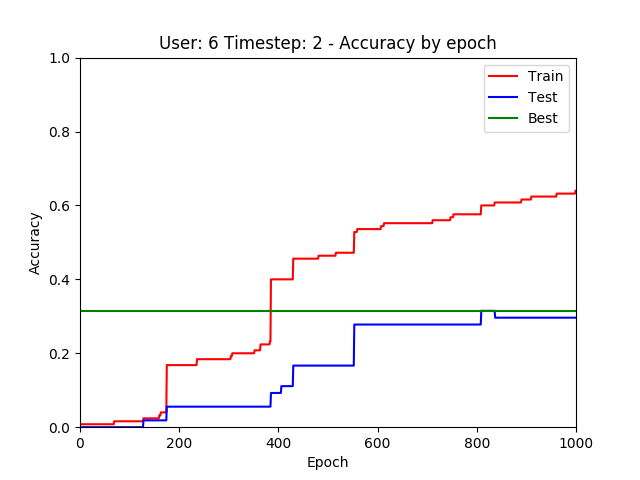 User: 6 Timestep: 2 - Accuracy by epoch
1.0
0.8
0.6
0.4
0.2
0.0
Accuracy
Train
Test
Best
0 200 400 600 800 1000
Epoch